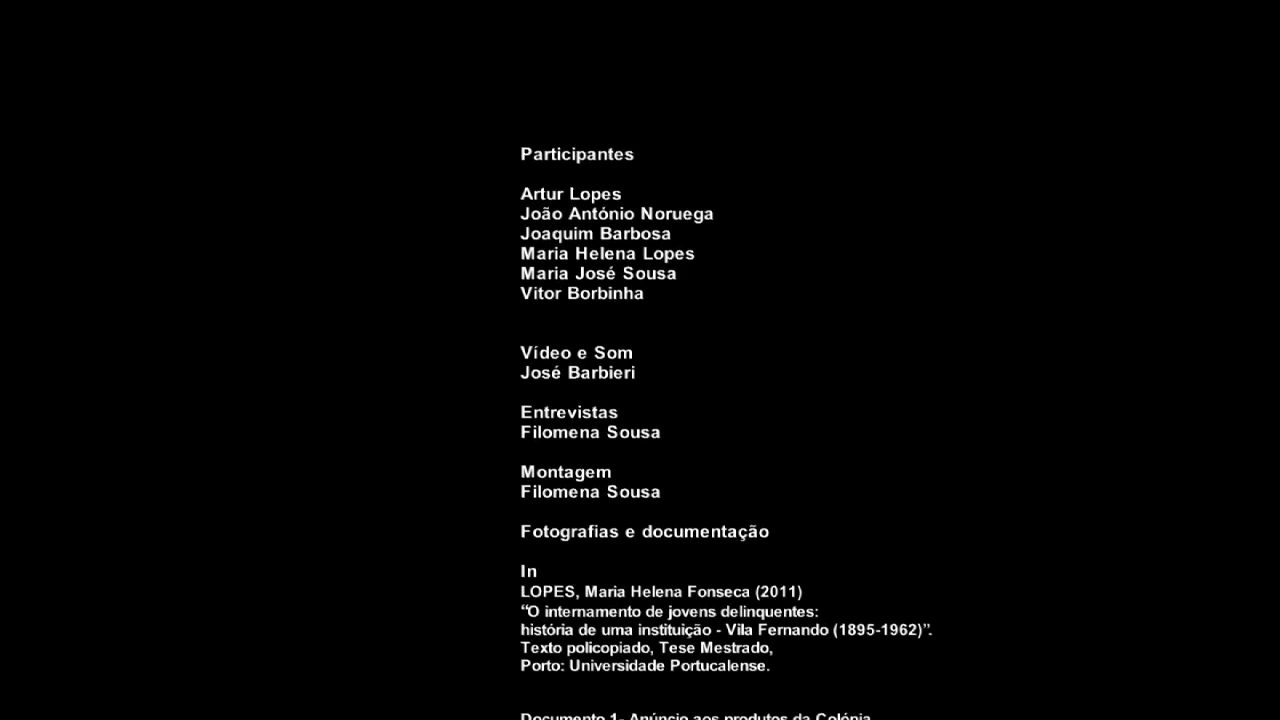 Participantes
Artur Lopes
João António Noruega
Joaquim Barbosa
Maria Helena Lopes
Maria José Sousa
Vitor Borbinha
Vídeo e Som
José Barbieri
Entrevistas
Filomena Sousa
Montagem
Filomena Sousa
Fotografias e documentação
In
LOPES, Maria Helena Fonseca (2011)
“O internamento de jovens delinquentes:
história de uma instituição - Vila Fernando (1895-1962)”.
Texto policopiado, Tese Mestrado,
Porto: Universidade Portucalense.
Documento 1- Anúncio aos produtos da Colónia